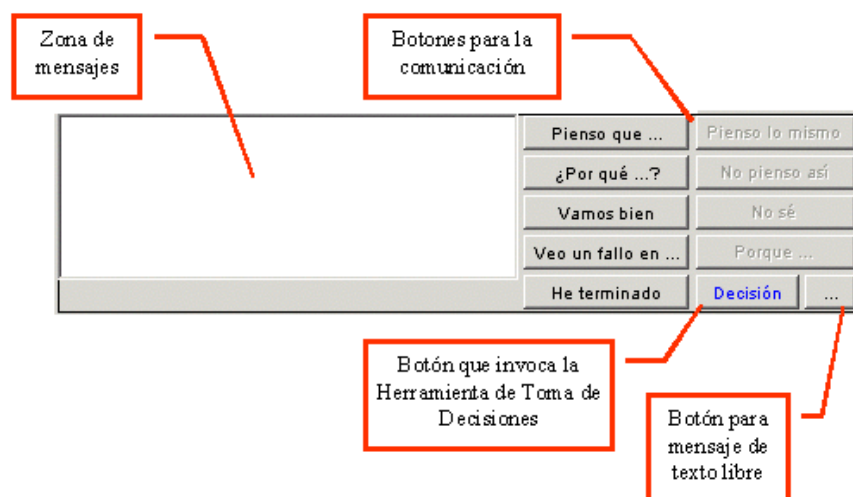 Zona de
mensajes
Botones para la
comunicación
Pienso que ...
Pienso lo mismo
¿Por qué ...?
No pienso así
Vamos bien
No sé
Veo un fallo en ...
Porque ...
He terminado
Decisión
...
Botón que invoca la
Herramienta de Toma de
Decisiones
Botón para
mensaje de
texto libre